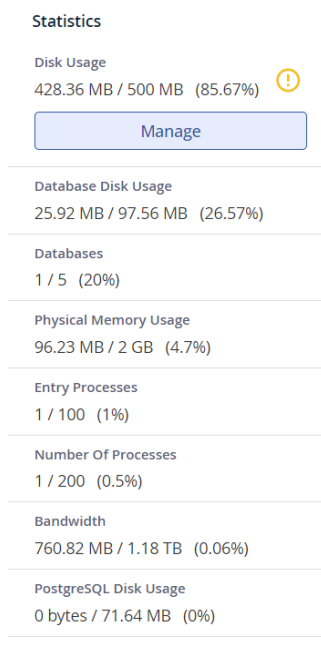 Statistics
Disk Usage
428.36 MB / 500 MB (85.67%)
Manage
Database Disk Usage
25.92 MB / 97.56 MB (26.57%)
Databases
1 / 5 (20%)
Physical Memory Usage
96.23 MB / 2 GB (4.7%)
Entry Processes
1 / 100 (1%)
Number Of Processes
1 / 200 (0.5%)
Bandwidth
760.82 MB / 1.18 TB (0.06%)
PostgreSQL Disk Usage
0 bytes / 71.64 MB (0%)